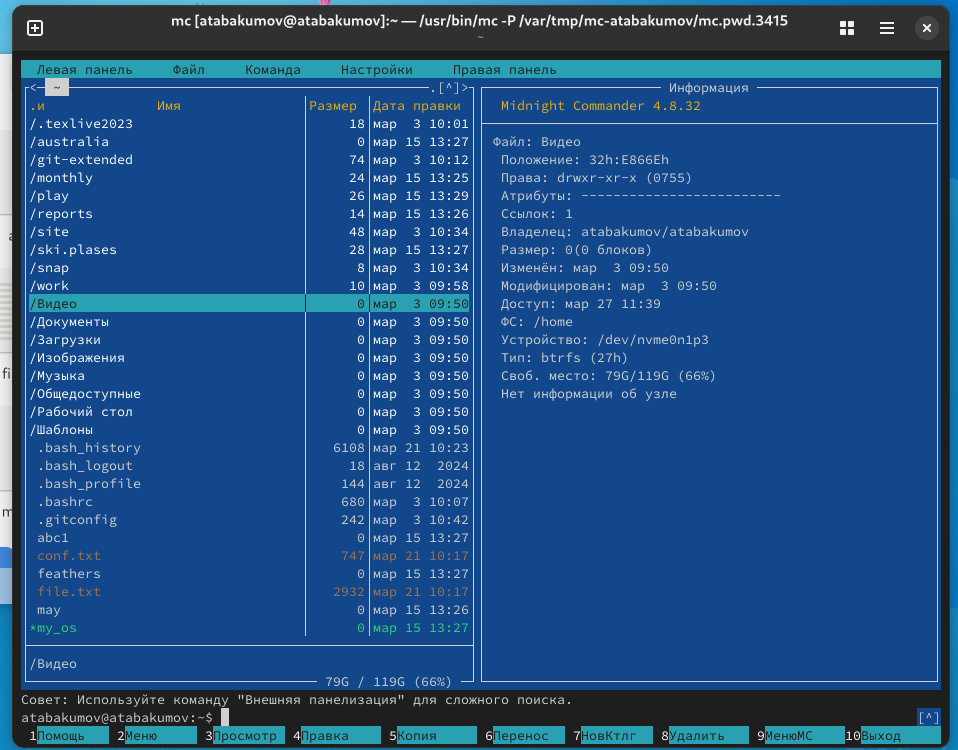 mc [atabakumov@atabakumov]:~ — /usr/bin/mc -P /var/tmp/mc-atabakumov/mc.pwd.3415
~
Левая панель Файл Команда Настройки Правая панель
<─ ~ .[^]>
.и Имя Размер Дата правки
/.texlive2023 18 мар 3 10:01
/australia 0 мар 15 13:27
/git-extended 74 мар 3 10:12
/monthly 24 мар 15 13:25
/play 26 мар 15 13:29
/reports 14 мар 15 13:26
/site 48 мар 3 10:34
/ski.plases 28 мар 15 13:27
/snap 8 мар 3 10:34
/work 10 мар 3 09:58
/Видео 0 мар 3 09:50
/Документы 0 мар 3 09:50
/Загрузки 0 мар 3 09:50
/Изображения 0 мар 3 09:50
/Музыка 0 мар 3 09:50
/Общедоступные 0 мар 3 09:50
/Рабочий стол 0 мар 3 09:50
/Шаблоны 0 мар 3 09:50
.bash_history 6108 мар 21 10:23
.bash_logout 18 авг 12 2024
.bash_profile 144 авг 12 2024
.bashrc 680 мар 3 10:07
.gitconfig 242 мар 3 10:42
abc1 0 мар 15 13:27
conf.txt 747 мар 21 10:17
feathers 0 мар 15 13:27
file.txt 2932 мар 21 10:17
may 0 мар 15 13:26
*my_os 0 мар 15 13:27
/Видео
79G / 119G (66%)
Информация
Midnight Commander 4.8.32
Файл: Видео
Положение: 32h:E866Eh
Права: drwxr-xr-x (0755)
Атрибуты: -------------------------
Ссылок: 1
Владелец: atabakumov/atabakumov
Размер: 0(0 блоков)
Изменён: мар 3 09:50
Модифицирован: мар 3 09:50
Доступ: мар 27 11:39
ФС: /home
Устройство: /dev/nvme0n1p3
Тип: btrfs (27h)
Своб. место: 79G/119G (66%)
Нет информации об узле
Совет: Используйте команду "Внешняя панелизация" для сложного поиска.
atabakumov@atabakumov:~$ [^]
1Помощь 2Меню 3Просмотр 4Правка 5Копия 6Перенос 7НовКтлг 8Удалить 9МенюМС 10Выход